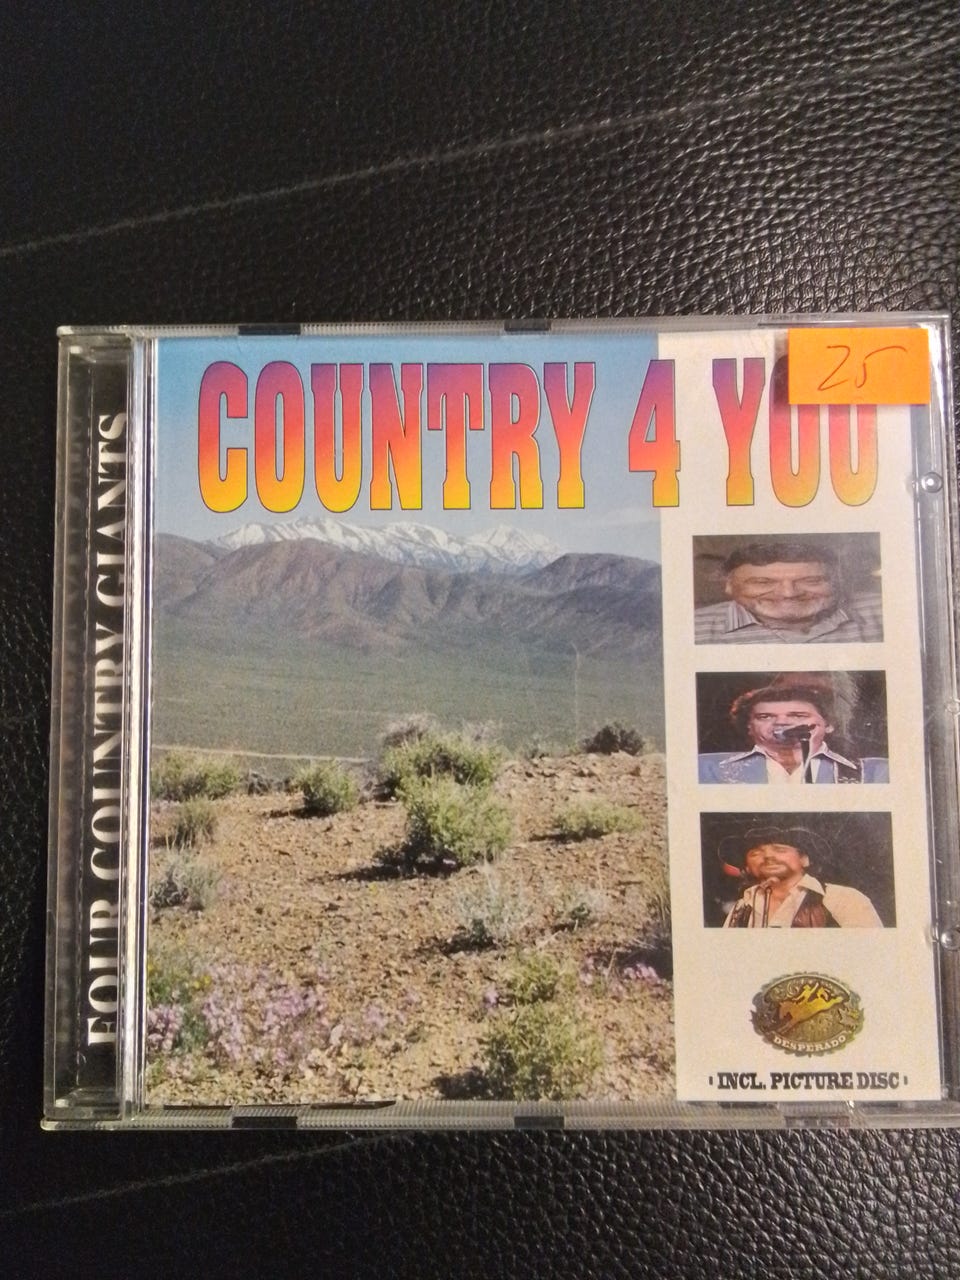 COUNTRY 4 YOU
25
FOUR COUNTRY GIANTS
DESPERADO
· INCL. PICTURE DISC ·